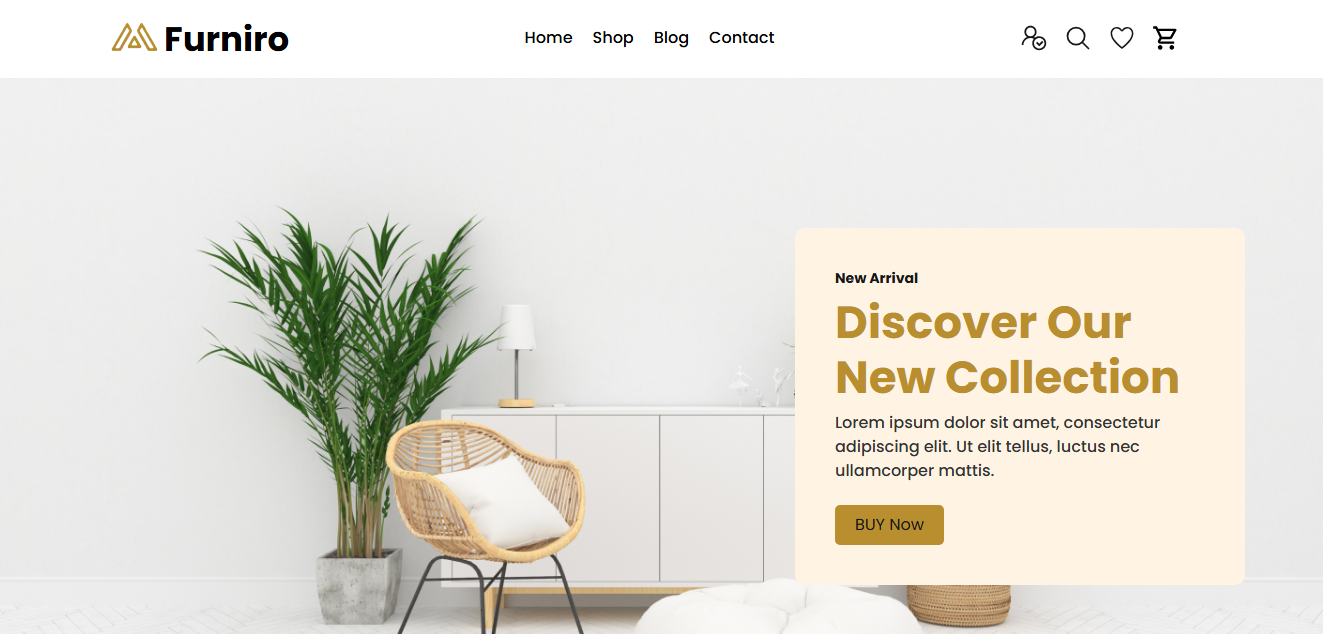 Furniro
Home Shop Blog Contact
New Arrival
Discover Our
New Collection
Lorem ipsum dolor sit amet, consectetur
adipiscing elit. Ut elit tellus, luctus nec
ullamcorper mattis.
BUY Now